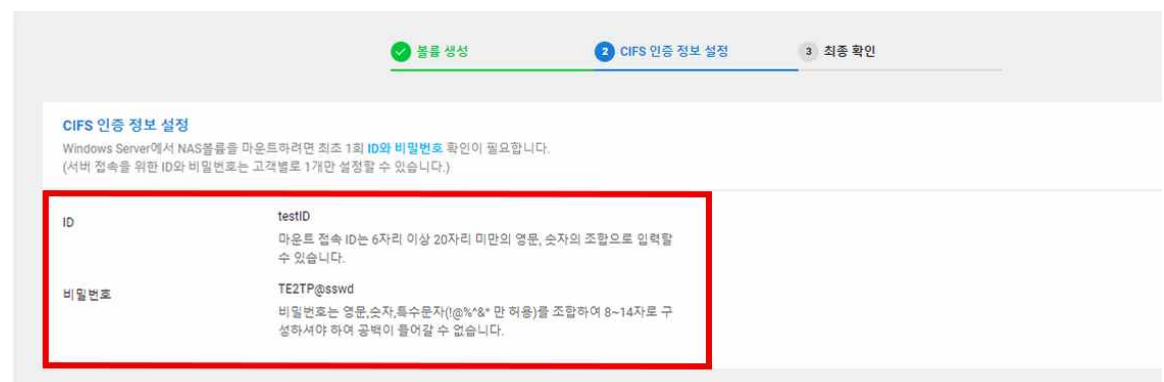 볼륨 생성
2 CIFS 인증 정보 설정
3 최종 확인
CIFS 인증 정보 설정
Windows Server에서 NAS볼륨을 마운트하려면 최초 1회 ID와 비밀번호 확인이 필요합니다.
(서버 접속을 위한 ID와 비밀번호는 고객별로 1개만 설정할 수 있습니다.)
ID
testID
마운트 접속 ID는 6자리 이상 20자리 미만의 영문, 숫자의 조합으로 입력할
수 있습니다.
비밀번호
TE2TP@sswd
비밀번호는 영문,숫자,특수문자(!@%^&* 만 허용)를 조합하여 8~14자로 구
성하셔야 하며 공백이 들어갈 수 없습니다.